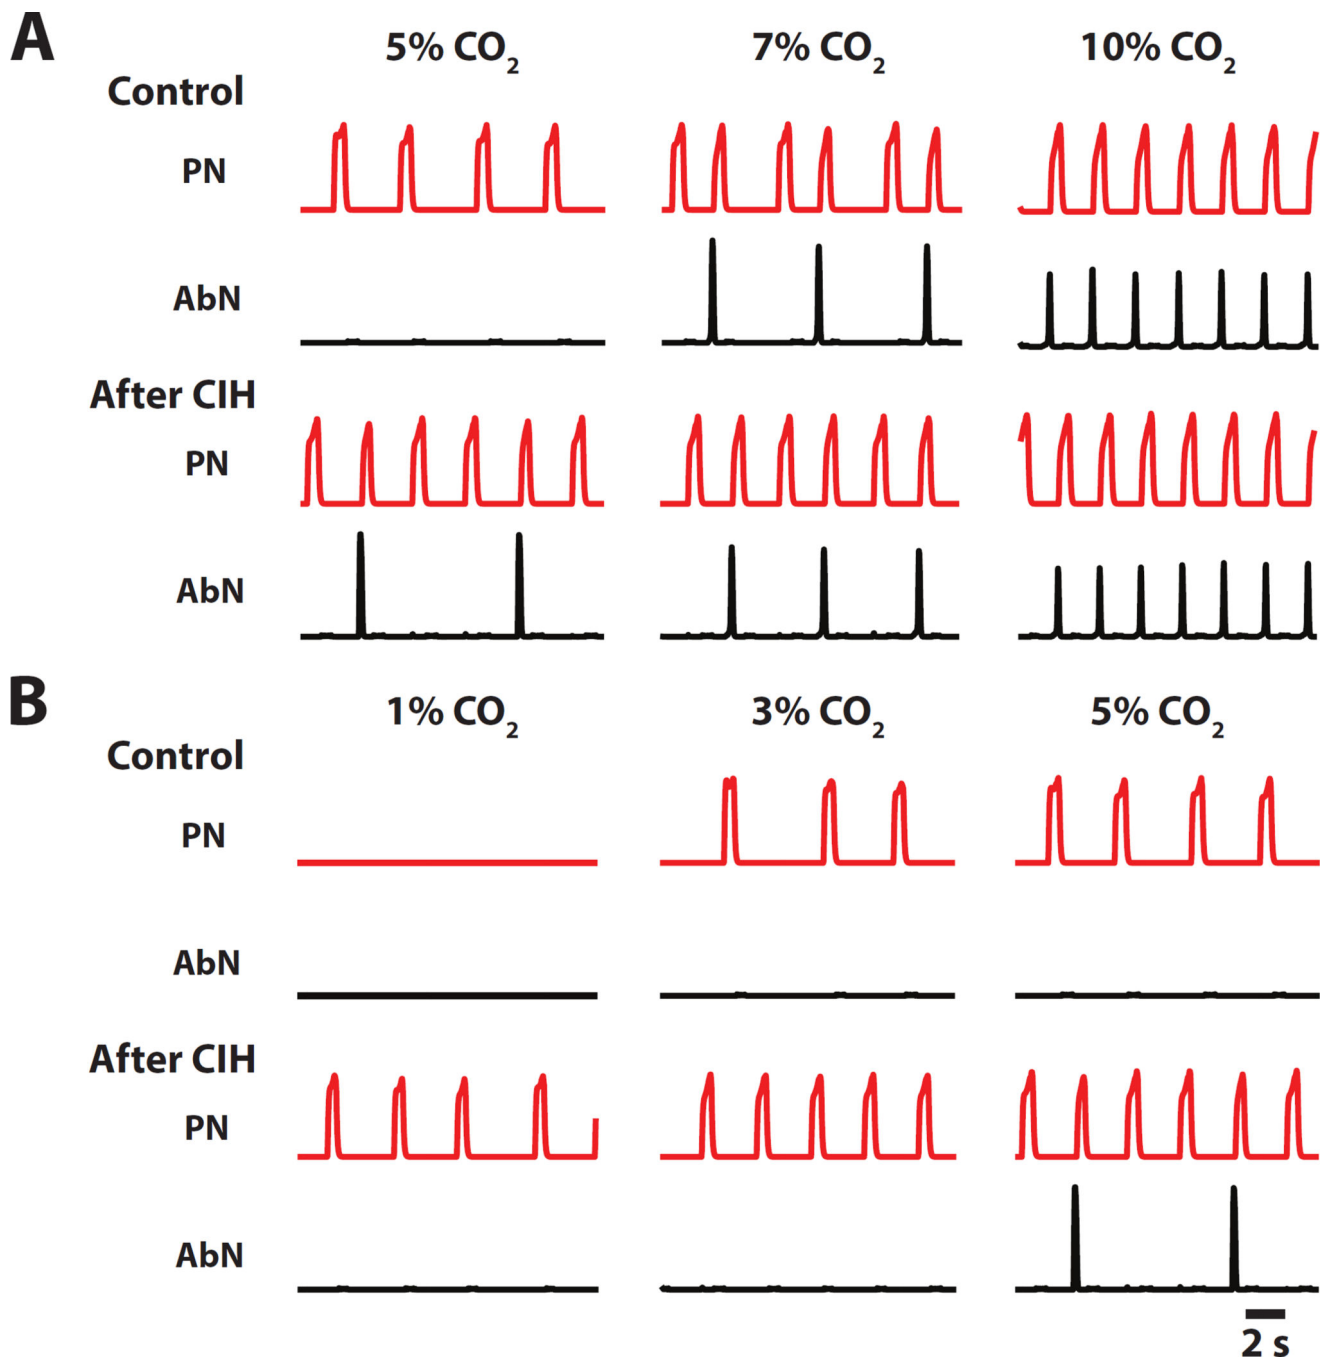 A
5% CO₂ 7% CO₂ 10% CO₂
Control
PN
AbN
After CIH
PN
AbN
B
1% CO₂ 3% CO₂ 5% CO₂
Control
PN
AbN
After CIH
PN
AbN
2 s